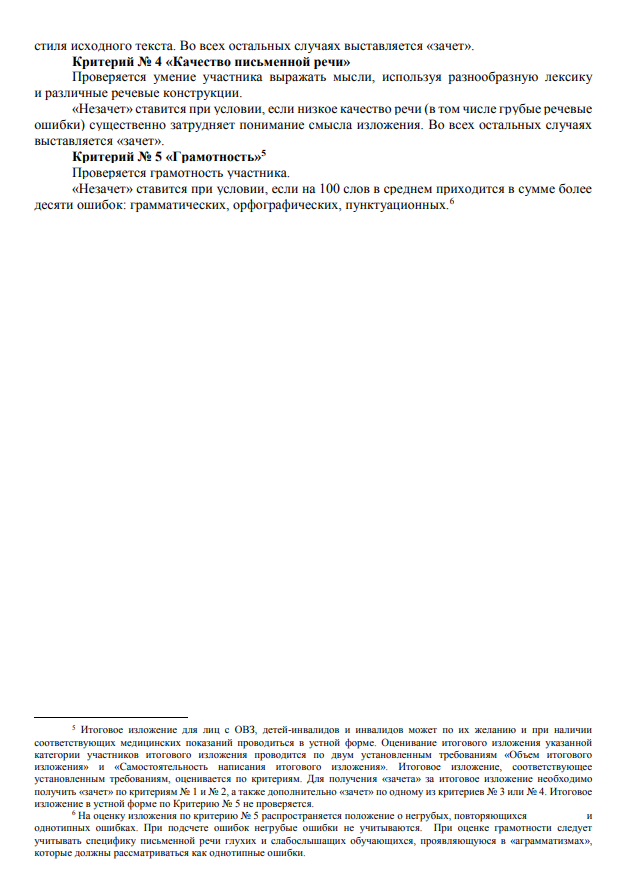 стиля исходного текста. Во всех остальных случаях выставляется «зачет».
Критерий № 4 «Качество письменной речи»
Проверяется умение участника выражать мысли, используя разнообразную лексику
и различные речевые конструкции.
«Незачет» ставится при условии, если низкое качество речи (в том числе грубые речевые
ошибки) существенно затрудняет понимание смысла изложения. Во всех остальных случаях
выставляется «зачет».
Критерий № 5 «Грамотность»⁵
Проверяется грамотность участника.
«Незачет» ставится при условии, если на 100 слов в среднем приходится в сумме более
десяти ошибок: грамматических, орфографических, пунктуационных.⁶
⁵ Итоговое изложение для лиц с ОВЗ, детей-инвалидов и инвалидов может по их желанию и при наличии
соответствующих медицинских показаний проводиться в устной форме. Оценивание итогового изложения указанной
категории участников итогового изложения проводится по двум установленным требованиям «Объем итогового
изложения» и «Самостоятельность написания итогового изложения». Итоговое изложение, соответствующее
установленным требованиям, оценивается по критериям. Для получения «зачета» за итоговое изложение необходимо
получить «зачет» по критериям № 1 и № 2, а также дополнительно «зачет» по одному из критериев № 3 или № 4. Итоговое
изложение в устной форме по Критерию № 5 не проверяется.
⁶ На оценку изложения по критерию № 5 распространяется положение о негрубых, повторяющихся и
однотипных ошибках. При подсчете ошибок негрубые ошибки не учитываются. При оценке грамотности следует
учитывать специфику письменной речи глухих и слабослышащих обучающихся, проявляющуюся в «аграмматизмах»,
которые должны рассматриваться как однотипные ошибки.